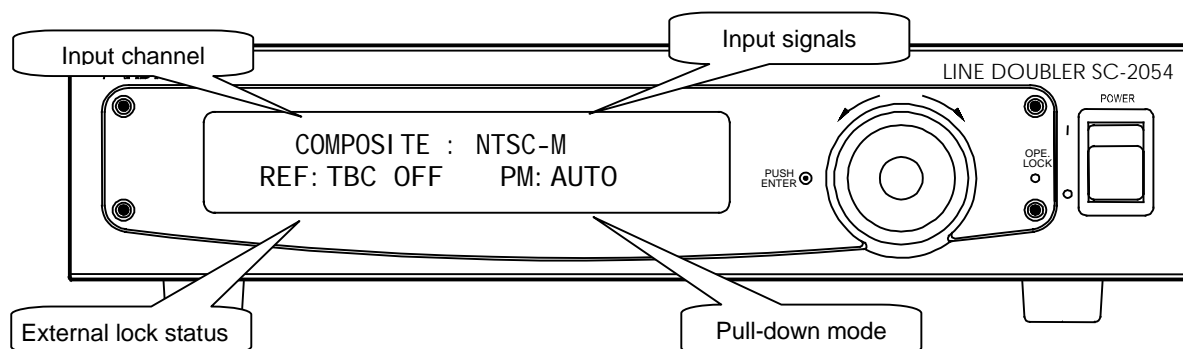 Input channel
Input signals
LINE DOUBLER SC-2054
POWER
COMPOSITE : NTSC-M
REF: TBC OFF PM: AUTO
PUSH
ENTER
OPE.
LOCK
I
External lock status
Pull-down mode